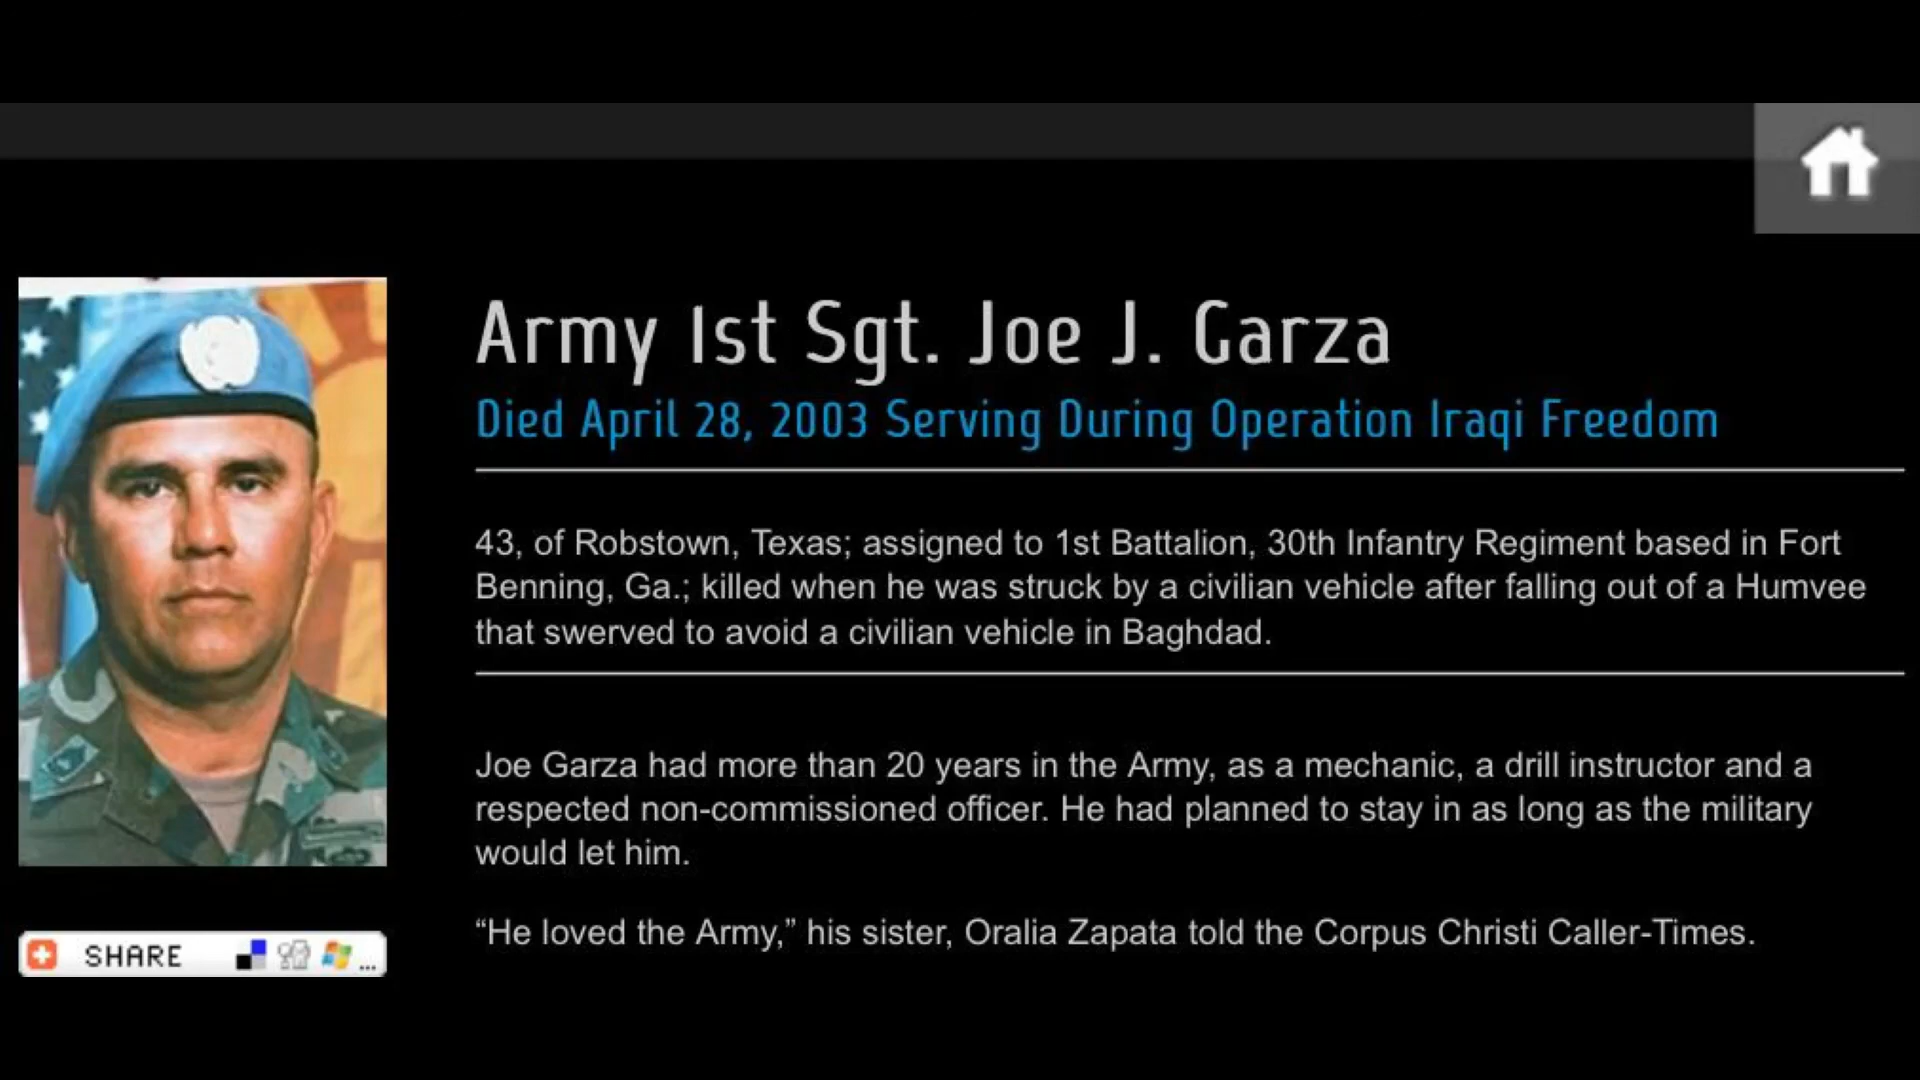 Army 1st Sgt. Joe J. Garza
Died April 28, 2003 Serving During Operation Iraqi Freedom
43, of Robstown, Texas; assigned to 1st Battalion, 30th Infantry Regiment based in Fort
Benning, Ga.; killed when he was struck by a civilian vehicle after falling out of a Humvee
that swerved to avoid a civilian vehicle in Baghdad.
Joe Garza had more than 20 years in the Army, as a mechanic, a drill instructor and a
respected non-commissioned officer. He had planned to stay in as long as the military
would let him.
“He loved the Army,” his sister, Oralia Zapata told the Corpus Christi Caller-Times.
SHARE ...